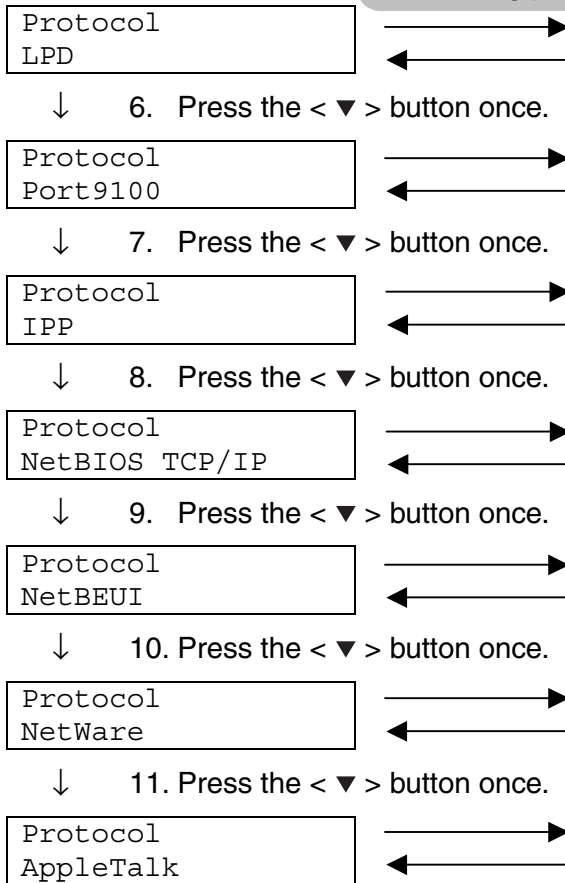 Protocol
LPD
↓ 6. Press the < ▼ > button once.
Protocol
Port9100
↓ 7. Press the < ▼ > button once.
Protocol
IPP
↓ 8. Press the < ▼ > button once.
Protocol
NetBIOS TCP/IP
↓ 9. Press the < ▼ > button once.
Protocol
NetBEUI
↓ 10. Press the < ▼ > button once.
Protocol
NetWare
↓ 11. Press the < ▼ > button once.
Protocol
AppleTalk